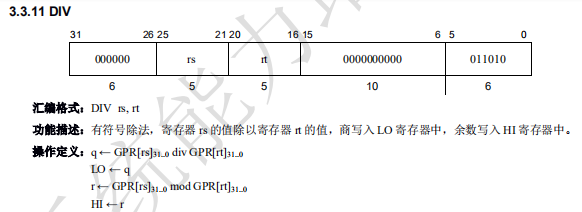 3.3.11 DIV
31 26 25 21 20 16 15 6 5 0
000000 rs rt 0000000000 011010
6 5 5 10 6
汇编格式：DIV rs, rt
功能描述：有符号除法，寄存器 rs 的值除以寄存器 rt 的值，商写入 LO 寄存器中，余数写入 HI 寄存器中。
操作定义：q ← GPR[rs]31..0 div GPR[rt]31..0
LO ← q
r ← GPR[rs]31..0 mod GPR[rt]31..0
HI ← r
系统能力